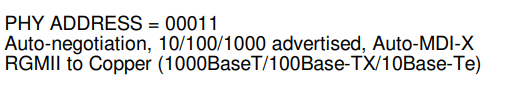 PHY ADDRESS = 00011
Auto-negotiation, 10/100/1000 advertised, Auto-MDI-X
RGMII to Copper (1000BaseT/100Base-TX/10Base-Te)